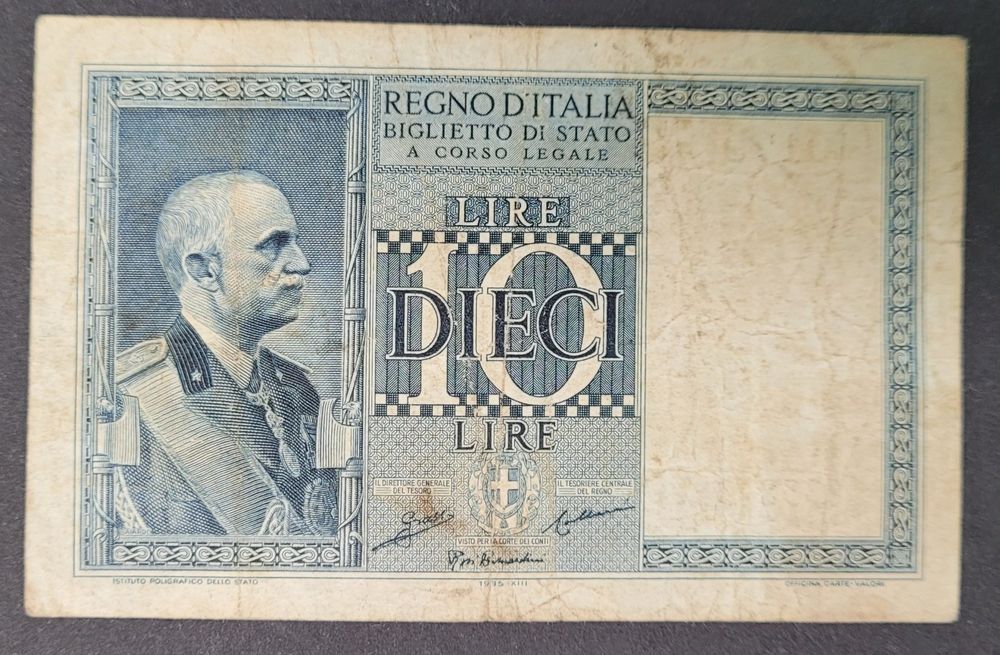 REGNO D'ITALIA
BIGLIETTO DI STATO
A CORSO LEGALE
LIRE
10
DIECI
LIRE
IL DIRETTORE GENERALE
DEL TESORO
IL TESORIERE CENTRALE
DEL REGNO
VISTO PER LA CORTE DEI CONTI
ISTITUTO POLIGRAFICO DELLO STATO
1935 · XIII
OFFICINA CARTE-VALORI